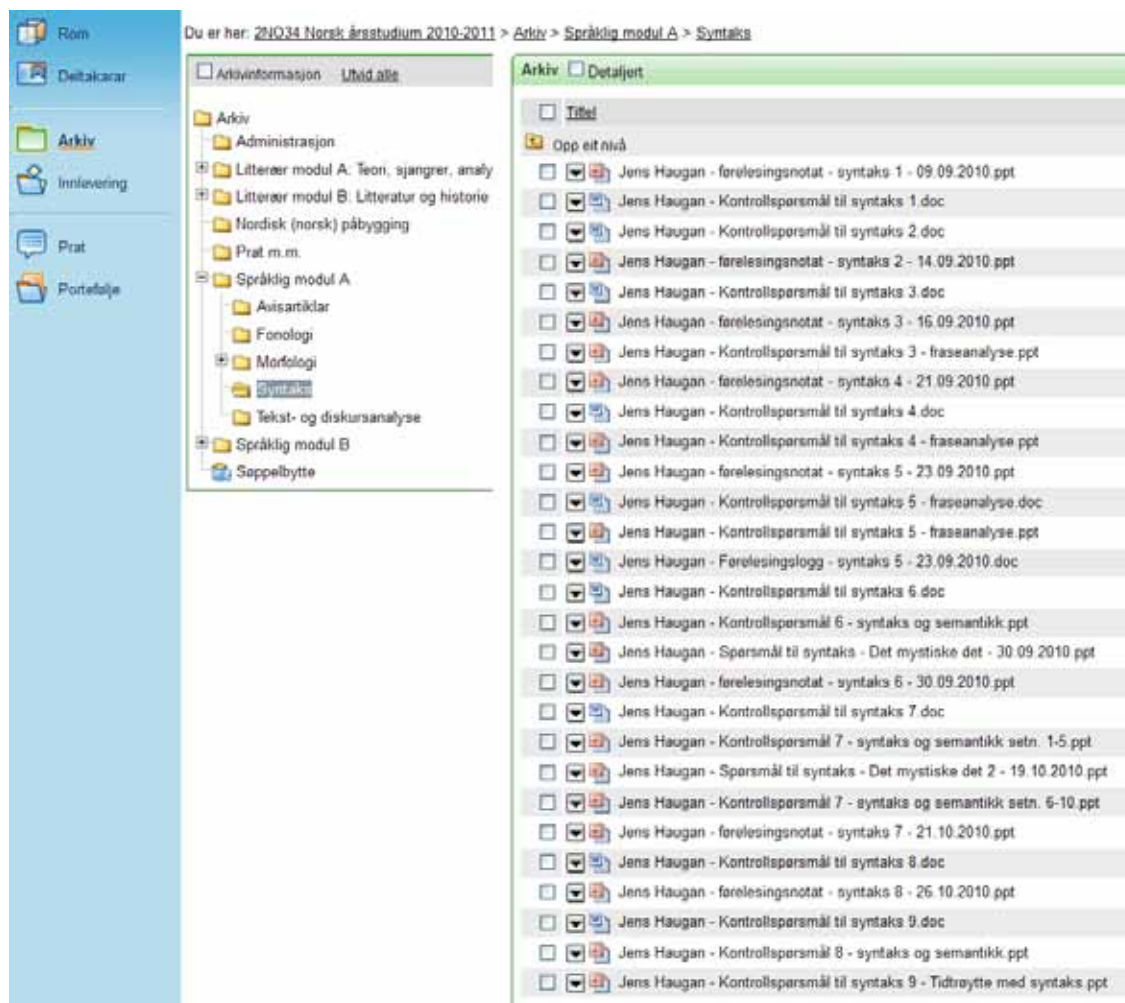 Rom
Deltakarar
Arkiv
Innlevering
Prat
Portefølje
Du er her: 2NO34 Norsk årsstudium 2010-2011 > Arkiv > Språklig modul A > Syntaks
Arkivinformasjon Utvid alle
Arkiv
Administrasjon
Litterær modul A: Teori, sjangrer, analy
Litterær modul B: Litteratur og historie
Nordisk (norsk) påbygging
Prat m.m.
Språklig modul A
Avisartiklar
Fonologi
Morfologi
Syntaks
Tekst- og diskursanalyse
Språklig modul B
Søppelbytte
Arkiv Detaljert
Tittel
Opp eit nivå
Jens Haugan - førelesingsnotat - syntaks 1 - 09.09.2010.ppt
Jens Haugan - Kontrollspørsmål til syntaks 1.doc
Jens Haugan - Kontrollspørsmål til syntaks 2.doc
Jens Haugan - førelesingsnotat - syntaks 2 - 14.09.2010.ppt
Jens Haugan - Kontrollspørsmål til syntaks 3.doc
Jens Haugan - førelesingsnotat - syntaks 3 - 16.09.2010.ppt
Jens Haugan - Kontrollspørsmål til syntaks 3 - fraseanalyse.ppt
Jens Haugan - førelesingsnotat - syntaks 4 - 21.09.2010.ppt
Jens Haugan - Kontrollspørsmål til syntaks 4.doc
Jens Haugan - Kontrollspørsmål til syntaks 4 - fraseanalyse.ppt
Jens Haugan - førelesingsnotat - syntaks 5 - 23.09.2010.ppt
Jens Haugan - Kontrollspørsmål til syntaks 5 - fraseanalyse.doc
Jens Haugan - Kontrollspørsmål til syntaks 5 - fraseanalyse.ppt
Jens Haugan - Førelesingslogg - syntaks 5 - 23.09.2010.doc
Jens Haugan - Kontrollspørsmål til syntaks 6.doc
Jens Haugan - Kontrollspørsmål 6 - syntaks og semantikk.ppt
Jens Haugan - Spørsmål til syntaks - Det mystiske det - 30.09.2010.ppt
Jens Haugan - førelesingsnotat - syntaks 6 - 30.09.2010.ppt
Jens Haugan - Kontrollspørsmål til syntaks 7.doc
Jens Haugan - Kontrollspørsmål 7 - syntaks og semantikk setn. 1-5.ppt
Jens Haugan - Spørsmål til syntaks - Det mystiske det 2 - 19.10.2010.ppt
Jens Haugan - Kontrollspørsmål 7 - syntaks og semantikk setn. 6-10.ppt
Jens Haugan - førelesingsnotat - syntaks 7 - 21.10.2010.ppt
Jens Haugan - Kontrollspørsmål til syntaks 8.doc
Jens Haugan - førelesingsnotat - syntaks 8 - 26.10.2010.ppt
Jens Haugan - Kontrollspørsmål til syntaks 9.doc
Jens Haugan - Kontrollspørsmål 8 - syntaks og semantikk.ppt
Jens Haugan - Kontrollspørsmål til syntaks 9 - Tidtrøytte med syntaks.ppt